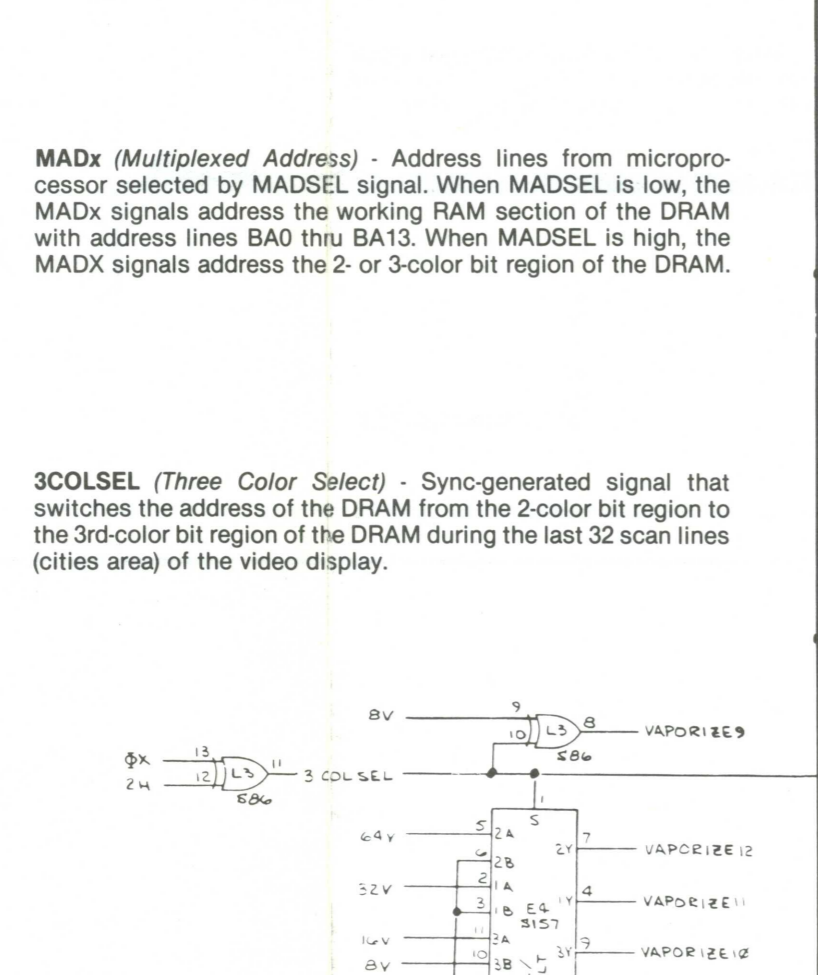 MADx (Multiplexed Address) - Address lines from micropro-
cessor selected by MADSEL signal. When MADSEL is low, the
MADx signals address the working RAM section of the DRAM
with address lines BA0 thru BA13. When MADSEL is high, the
MADX signals address the 2- or 3-color bit region of the DRAM.
3COLSEL (Three Color Select) - Sync-generated signal that
switches the address of the DRAM from the 2-color bit region to
the 3rd-color bit region of the DRAM during the last 32 scan lines
(cities area) of the video display.
8V 9 10 L3 8 VAPORIZE9
S86
ΦX 13 11
2H 12 L3 3 COLSEL
S86
1
S
64V 5 2A 2Y 7 VAPORIZE12
6 2B
32V 2 1A 1Y 4 VAPORIZE11
3 1B E4
S157
16V 11 3A 3Y 9 VAPORIZE1Ø
8V 10 3B